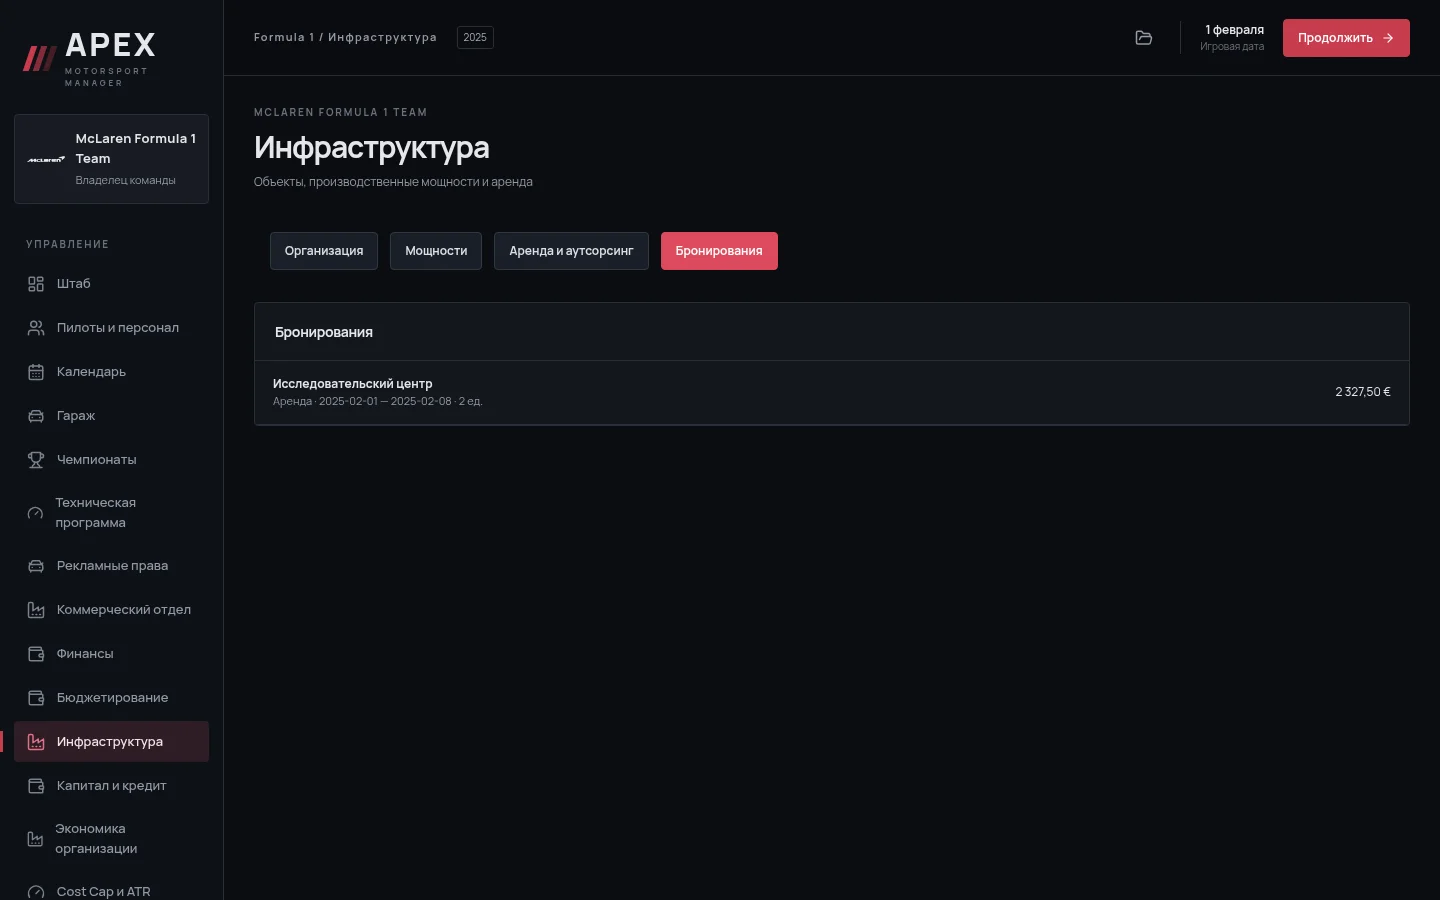 APEX
MOTORSPORT
MANAGER
McLaren
McLaren Formula 1
Team
Владелец команды
УПРАВЛЕНИЕ
Штаб
Пилоты и персонал
Календарь
Гараж
Чемпионаты
Техническая
программа
Рекламные права
Коммерческий отдел
Финансы
Бюджетирование
Инфраструктура
Капитал и кредит
Экономика
организации
Cost Cap и ATR
Formula 1 / Инфраструктура
2025
1 февраля
Игровая дата
Продолжить
MCLAREN FORMULA 1 TEAM
Инфраструктура
Объекты, производственные мощности и аренда
Организация
Мощности
Аренда и аутсорсинг
Бронирования
Бронирования
Исследовательский центр
Аренда · 2025-02-01 — 2025-02-08 · 2 ед.
2 327,50 €